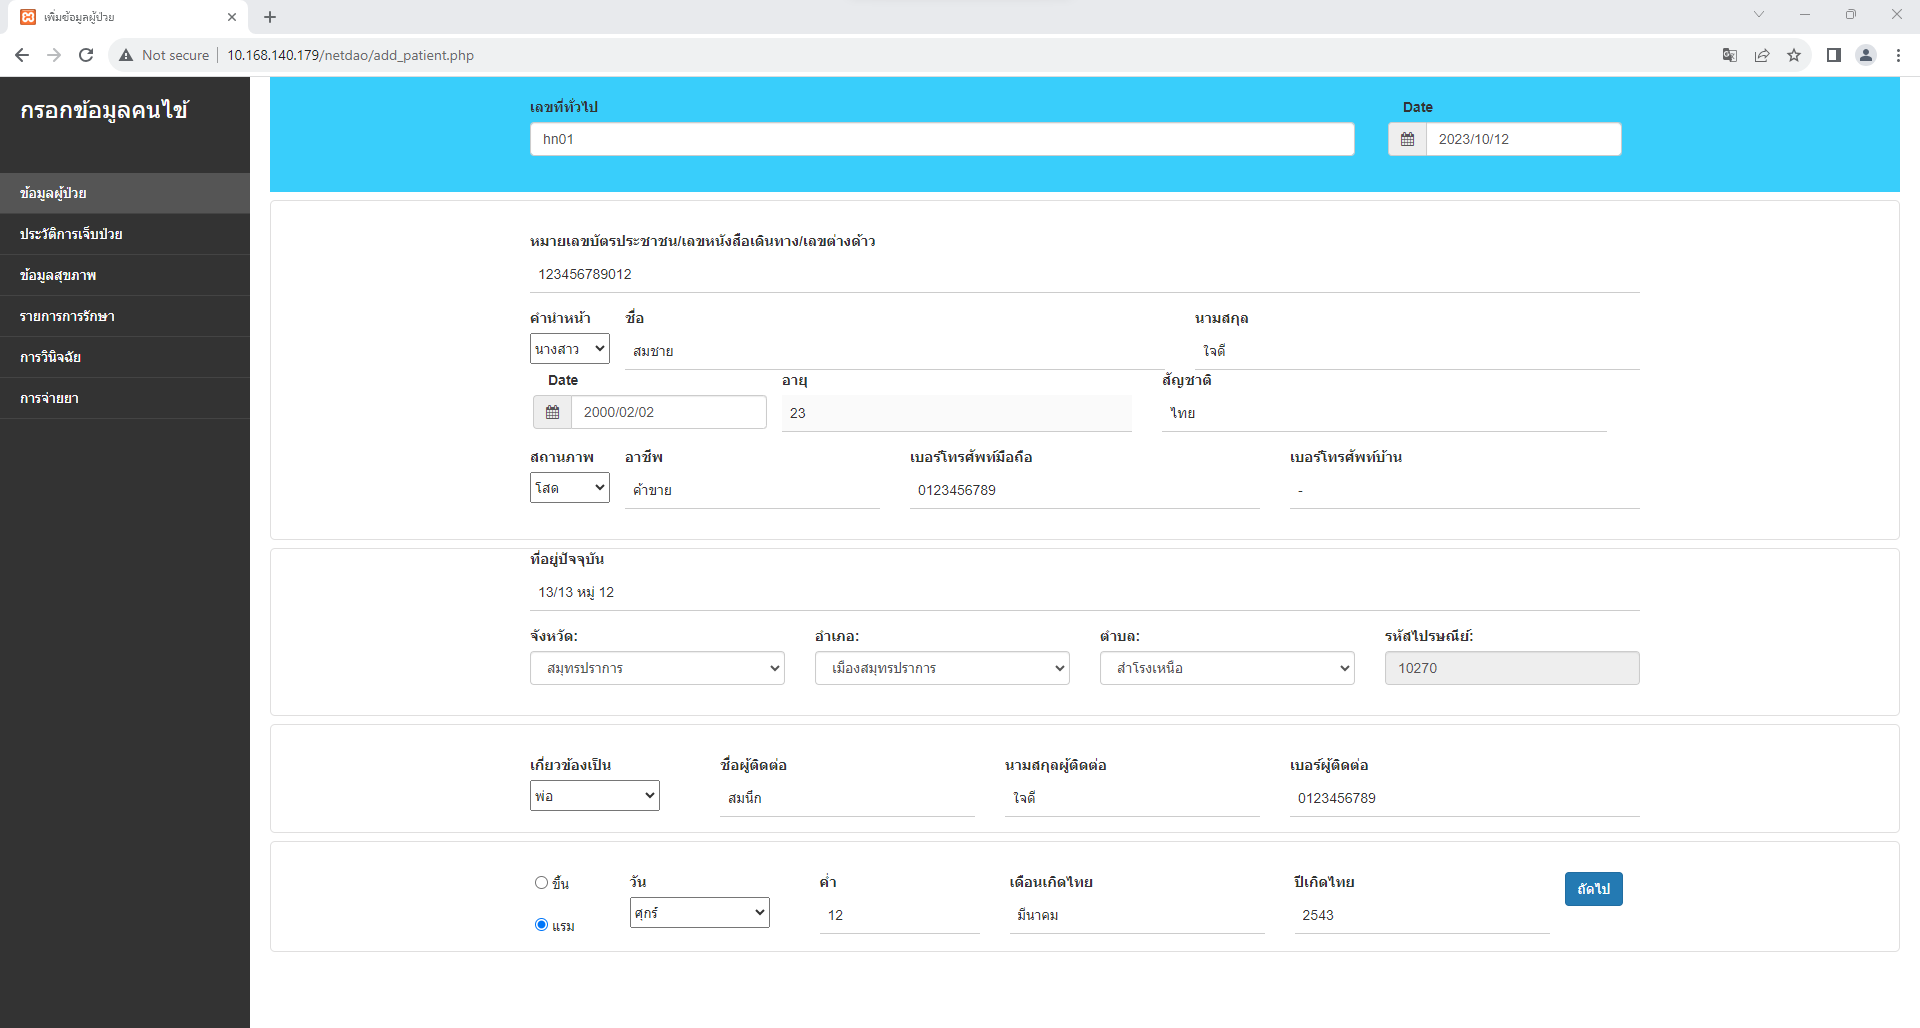 เพิ่มข้อมูลผู้ป่วย
Not secure 10.168.140.179/netdao/add_patient.php
กรอกข้อมูลคนไข้
ข้อมูลผู้ป่วย
ประวัติการเจ็บป่วย
ข้อมูลสุขภาพ
รายการการรักษา
การวินิจฉัย
การจ่ายยา
เลขที่ทั่วไป Date
hn01 2023/10/12
หมายเลขบัตรประชาชน/เลขหนังสือเดินทาง/เลขต่างด้าว
123456789012
คำนำหน้า ชื่อ นามสกุล
นางสาว สมชาย ใจดี
Date อายุ สัญชาติ
2000/02/02 23 ไทย
สถานภาพ อาชีพ เบอร์โทรศัพท์มือถือ เบอร์โทรศัพท์บ้าน
โสด ค้าขาย 0123456789 -
ที่อยู่ปัจจุบัน
13/13 หมู่ 12
จังหวัด: อำเภอ: ตำบล: รหัสไปรษณีย์:
สมุทรปราการ เมืองสมุทรปราการ สำโรงเหนือ 10270
เกี่ยวข้องเป็น ชื่อผู้ติดต่อ นามสกุลผู้ติดต่อ เบอร์ผู้ติดต่อ
พ่อ สมนึก ใจดี 0123456789
ขึ้น วัน ค่ำ เดือนเกิดไทย ปีเกิดไทย ถัดไป
แรม ศุกร์ 12 มีนาคม 2543